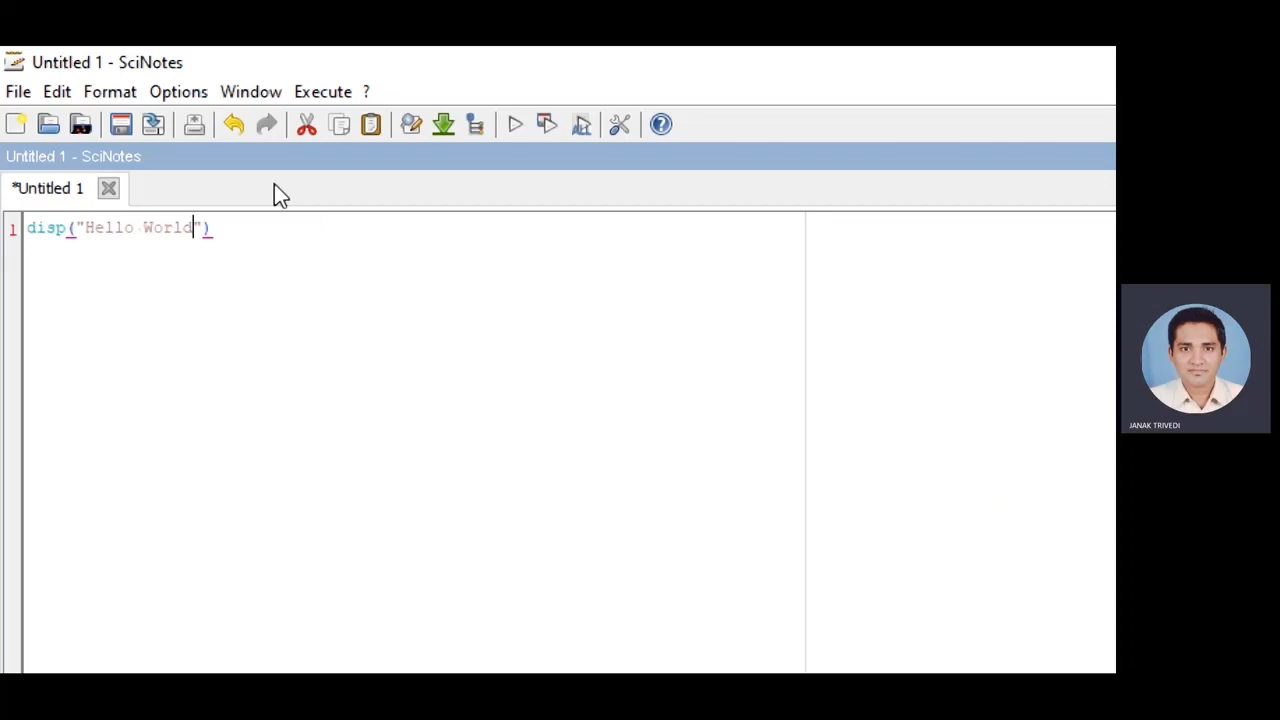 Untitled 1 - SciNotes
File Edit Format Options Window Execute ?
Untitled 1 - SciNotes
*Untitled 1
1 disp("Hello World")
JANAK TRIVEDI